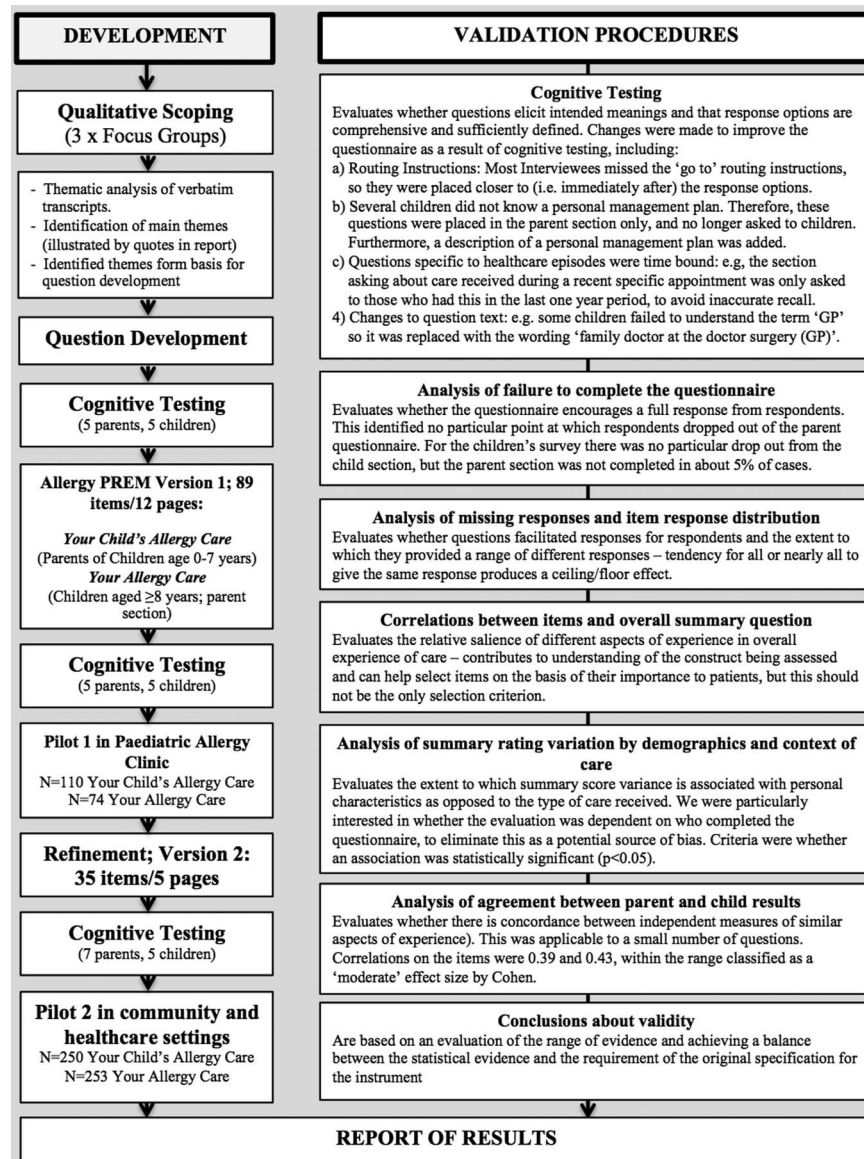 DEVELOPMENT
Qualitative Scoping
(3 x Focus Groups)
- Thematic analysis of verbatim
transcripts.
- Identification of main themes
(illustrated by quotes in report)
- Identified themes form basis for
question development
Question Development
Cognitive Testing
(5 parents, 5 children)
Allergy PREM Version 1; 89
items/12 pages:
Your Child's Allergy Care
(Parents of Children age 0-7 years)
Your Allergy Care
(Children aged ≥8 years; parent
section)
Cognitive Testing
(5 parents, 5 children)
Pilot 1 in Paediatric Allergy
Clinic
N=110 Your Child's Allergy Care
N=74 Your Allergy Care
Refinement; Version 2:
35 items/5 pages
Cognitive Testing
(7 parents, 5 children)
Pilot 2 in community and
healthcare settings
N=250 Your Child's Allergy Care
N=253 Your Allergy Care
VALIDATION PROCEDURES
Cognitive Testing
Evaluates whether questions elicit intended meanings and that response options are
comprehensive and sufficiently defined. Changes were made to improve the
questionnaire as a result of cognitive testing, including:
a) Routing Instructions: Most Interviewees missed the 'go to' routing instructions,
so they were placed closer to (i.e. immediately after) the response options.
b) Several children did not know a personal management plan. Therefore, these
questions were placed in the parent section only, and no longer asked to children.
Furthermore, a description of a personal management plan was added.
c) Questions specific to healthcare episodes were time bound: e.g, the section
asking about care received during a recent specific appointment was only asked
to those who had this in the last one year period, to avoid inaccurate recall.
4) Changes to question text: e.g. some children failed to understand the term 'GP'
so it was replaced with the wording 'family doctor at the doctor surgery (GP)'.
Analysis of failure to complete the questionnaire
Evaluates whether the questionnaire encourages a full response from respondents.
This identified no particular point at which respondents dropped out of the parent
questionnaire. For the children's survey there was no particular drop out from the
child section, but the parent section was not completed in about 5% of cases.
Analysis of missing responses and item response distribution
Evaluates whether questions facilitated responses for respondents and the extent to
which they provided a range of different responses – tendency for all or nearly all to
give the same response produces a ceiling/floor effect.
Correlations between items and overall summary question
Evaluates the relative salience of different aspects of experience in overall
experience of care – contributes to understanding of the construct being assessed
and can help select items on the basis of their importance to patients, but this should
not be the only selection criterion.
Analysis of summary rating variation by demographics and context of
care
Evaluates the extent to which summary score variance is associated with personal
characteristics as opposed to the type of care received. We were particularly
interested in whether the evaluation was dependent on who completed the
questionnaire, to eliminate this as a potential source of bias. Criteria were whether
an association was statistically significant (p<0.05).
Analysis of agreement between parent and child results
Evaluates whether there is concordance between independent measures of similar
aspects of experience). This was applicable to a small number of questions.
Correlations on the items were 0.39 and 0.43, within the range classified as a
'moderate' effect size by Cohen.
Conclusions about validity
Are based on an evaluation of the range of evidence and achieving a balance
between the statistical evidence and the requirement of the original specification for
the instrument
REPORT OF RESULTS